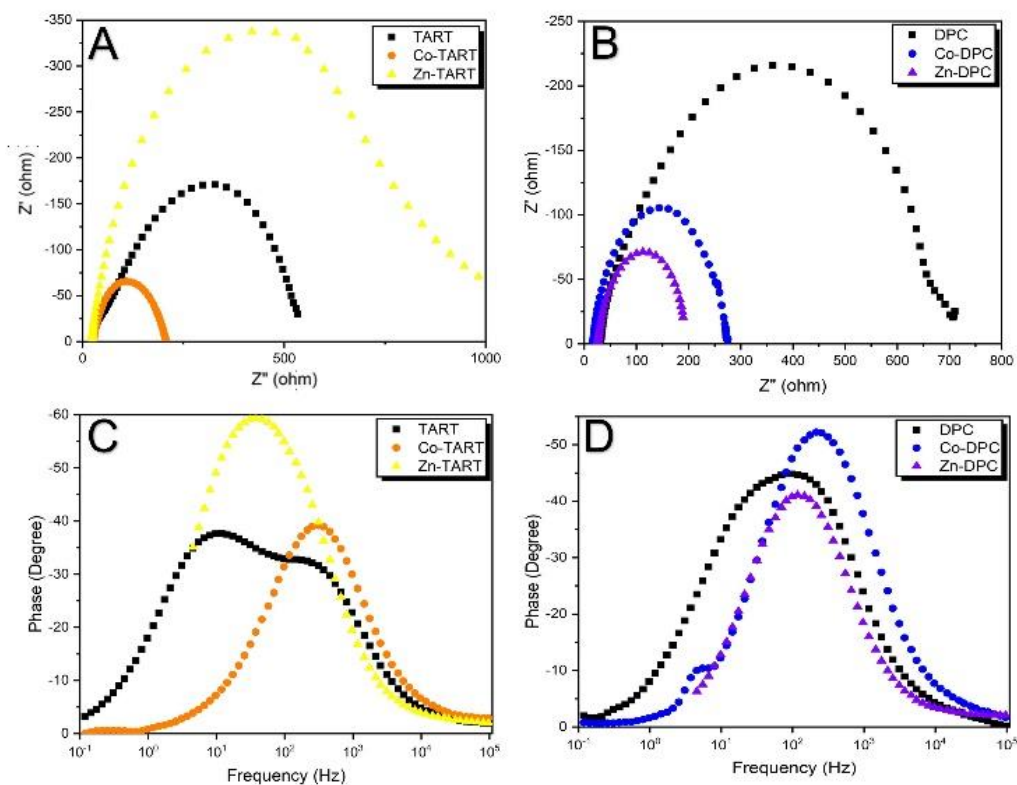 A
TART
Co-TART
Zn-TART
-350
-300
-250
-200
-150
-100
-50
0
Z' (ohm)
0
500
1000
Z'' (ohm)
B
DPC
Co-DPC
Zn-DPC
-250
-200
-150
-100
-50
0
Z' (ohm)
0 100 200 300 400 500 600 700 800
Z'' (ohm)
C
TART
Co-TART
Zn-TART
-60
-50
-40
-30
-20
-10
0
Phase (Degree)
10-1 100 101 102 103 104 105
Frequency (Hz)
D
DPC
Co-DPC
Zn-DPC
-50
-40
-30
-20
-10
0
Phase (Degree)
10-1 100 101 102 103 104 105
Frequency (Hz)